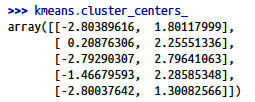 >>> kmeans.cluster_centers_
array([[-2.80389616, 1.80117999],
[ 0.20876306, 2.25551336],
[-2.79290307, 2.79641063],
[-1.46679593, 2.28585348],
[-2.80037642, 1.30082566]])